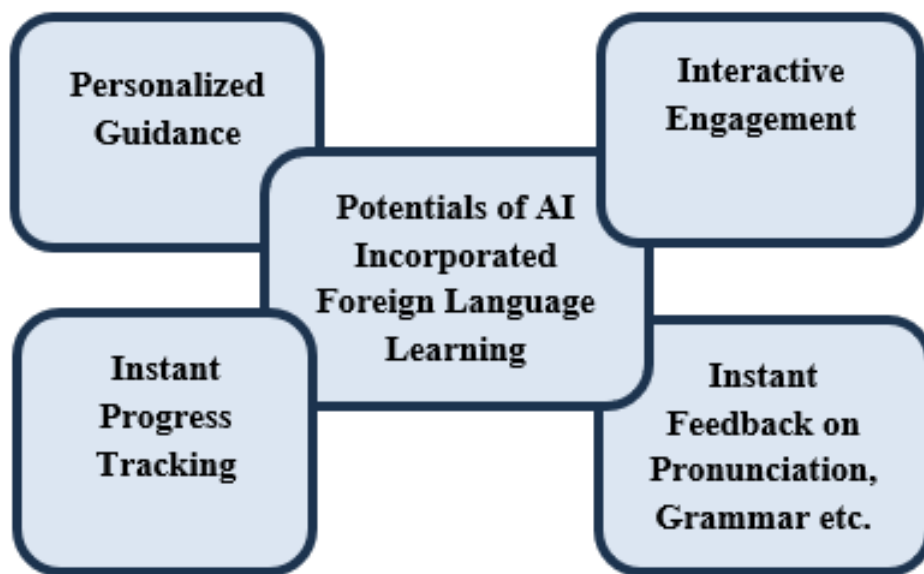 Personalized
Guidance
Interactive
Engagement
Potentials of AI
Incorporated
Foreign Language
Learning
Instant
Progress
Tracking
Instant
Feedback on
Pronunciation,
Grammar etc.